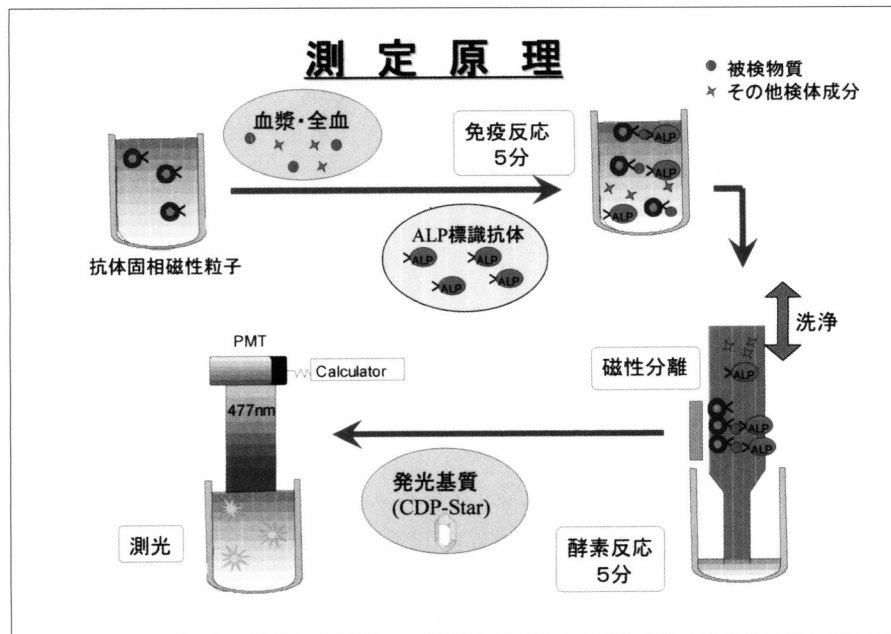 測 定 原 理
被検物質
その他検体成分
血漿・全血
免疫反応
5分
ALP
ALP
ALP
抗体固相磁性粒子
ALP標識抗体
ALP
ALP
ALP
ALP
洗浄
磁性分離
ALP
ALP
ALP
PMT
Calculator
477nm
発光基質
(CDP-Star)
測光
酵素反応
5分